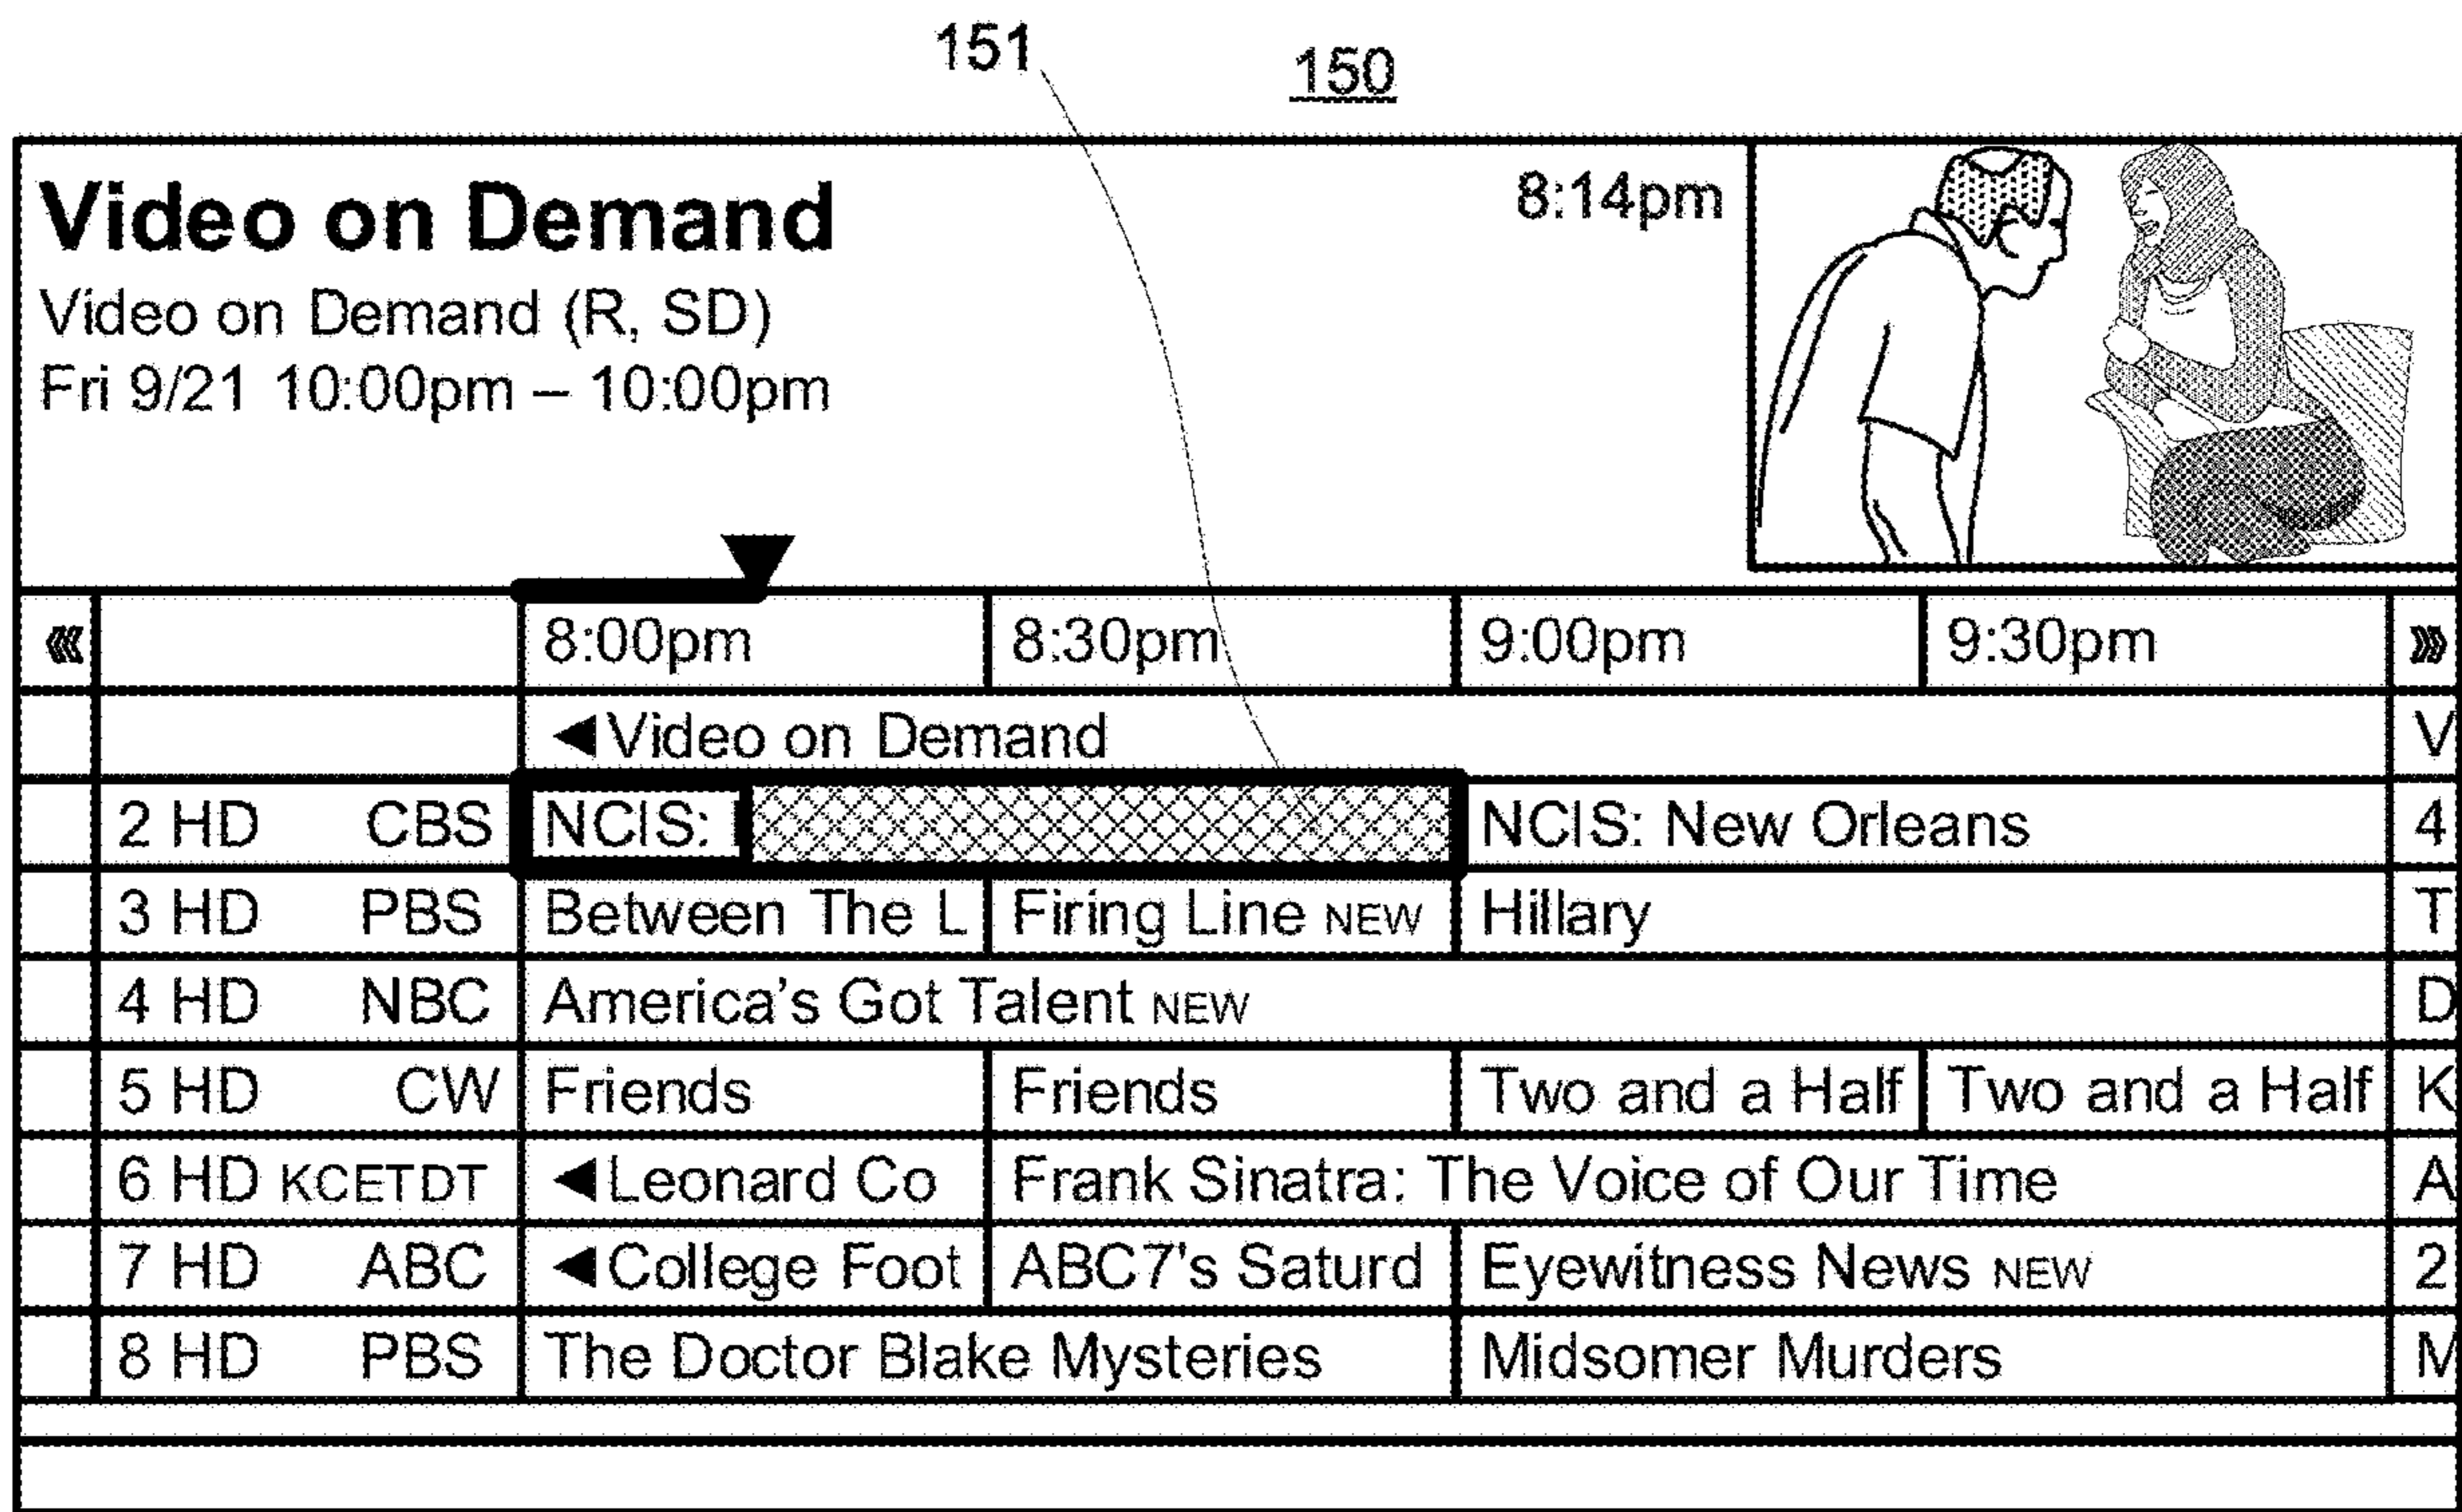 151 150
Video on Demand 8:14pm
Video on Demand (R, SD)
Fri 9/21 10:00pm – 10:00pm
8:00pm 8:30pm 9:00pm 9:30pm
◄Video on Demand V
2 HD CBS NCIS: NCIS: New Orleans 4
3 HD PBS Between The L Firing Line NEW Hillary T
4 HD NBC America's Got Talent NEW D
5 HD CW Friends Friends Two and a Half Two and a Half K
6 HD KCETDT ◄Leonard Co Frank Sinatra: The Voice of Our Time A
7 HD ABC ◄College Foot ABC7's Saturd Eyewitness News NEW 2
8 HD PBS The Doctor Blake Mysteries Midsomer Murders M